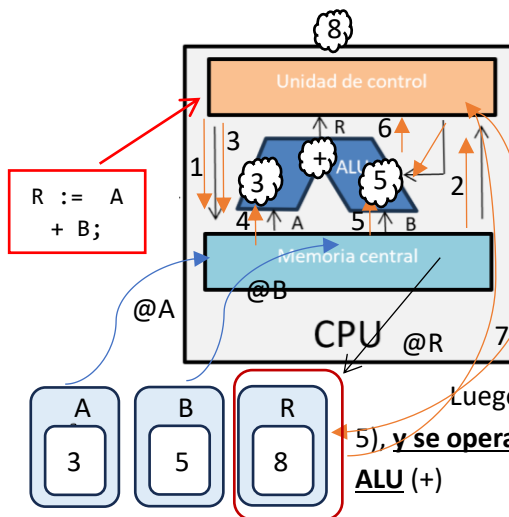 8
Unidad de control
R
6
3
1
+
ALU
3
5
2
R := A
+ B;
4
A
5
B
Memoria central
@A
@B
CPU
@R
7
A
B
R
Luego
3
5
8
5), y se opera
ALU (+)